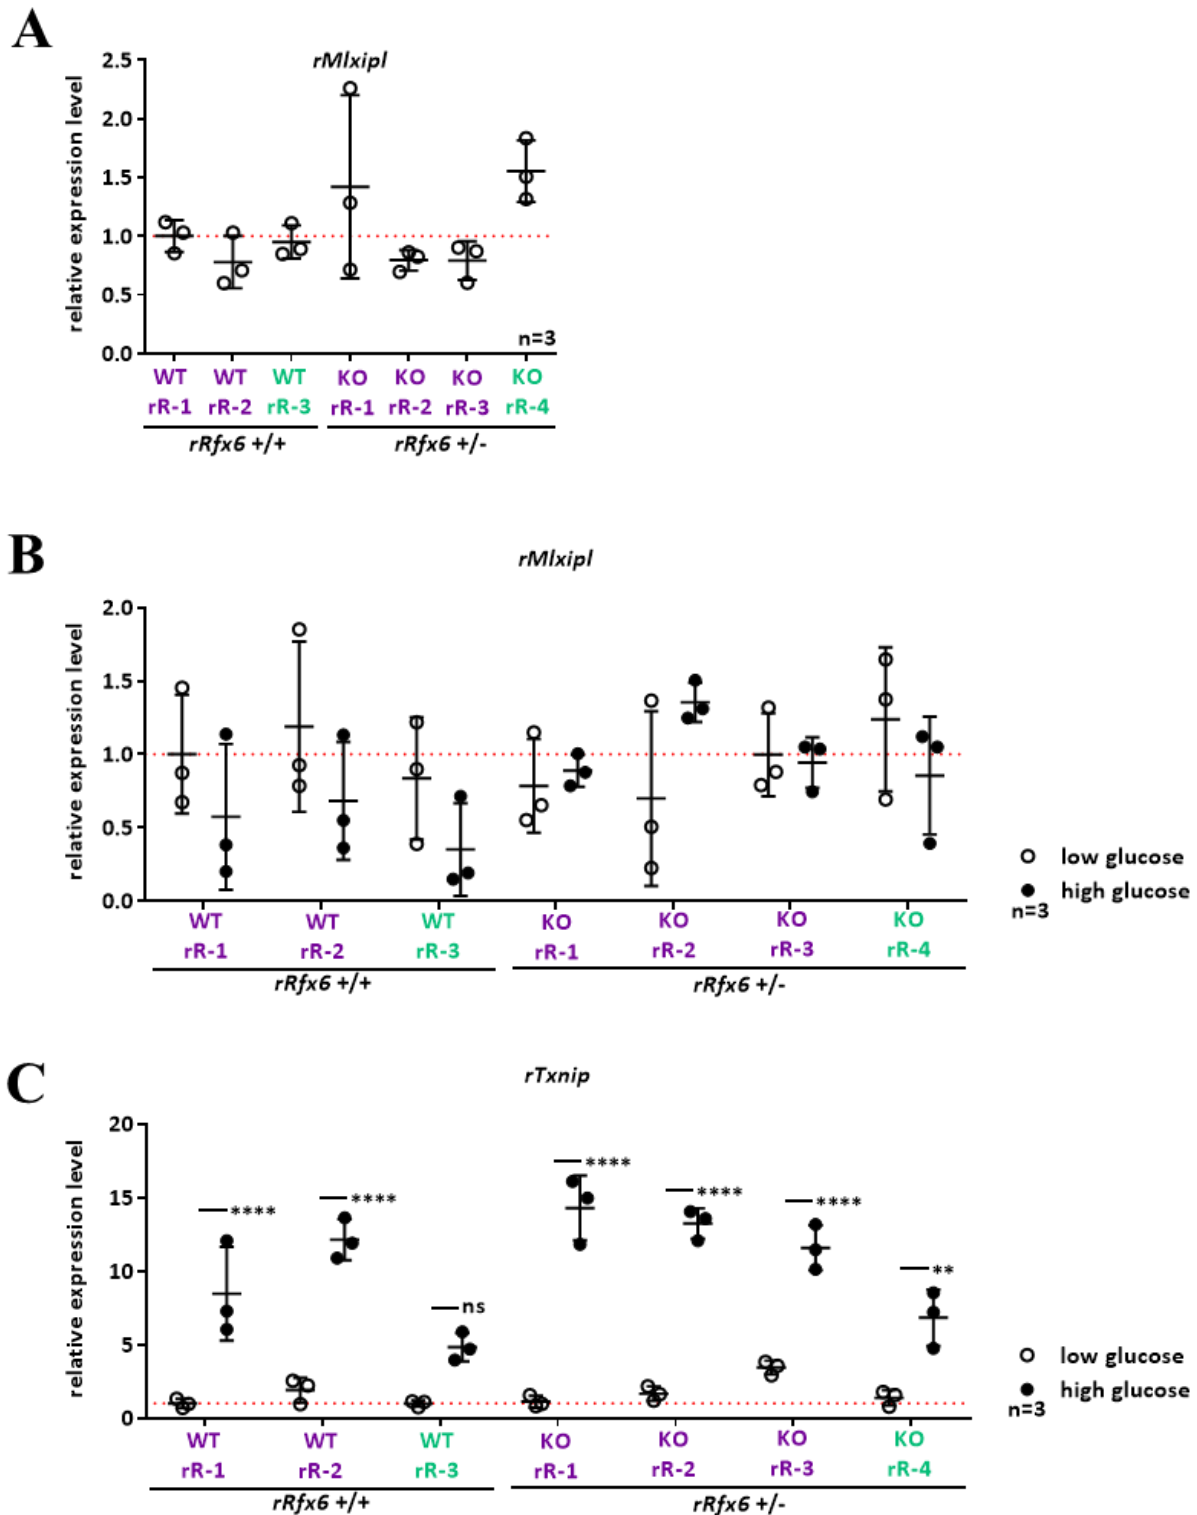 A
rMlxipl
relative expression level
2.5
2.0
1.5
1.0
0.5
0.0
n=3
WT WT WT KO KO KO KO
rR-1 rR-2 rR-3 rR-1 rR-2 rR-3 rR-4
rRfx6 +/+ rRfx6 +/-
B
rMlxipl
relative expression level
2.0
1.5
1.0
0.5
0.0
low glucose
high glucose
n=3
WT WT WT KO KO KO KO
rR-1 rR-2 rR-3 rR-1 rR-2 rR-3 rR-4
rRfx6 +/+ rRfx6 +/-
C
rTxnip
relative expression level
20
15
10
5
0
**** **** ns **** **** **** **
low glucose
high glucose
n=3
WT WT WT KO KO KO KO
rR-1 rR-2 rR-3 rR-1 rR-2 rR-3 rR-4
rRfx6 +/+ rRfx6 +/-